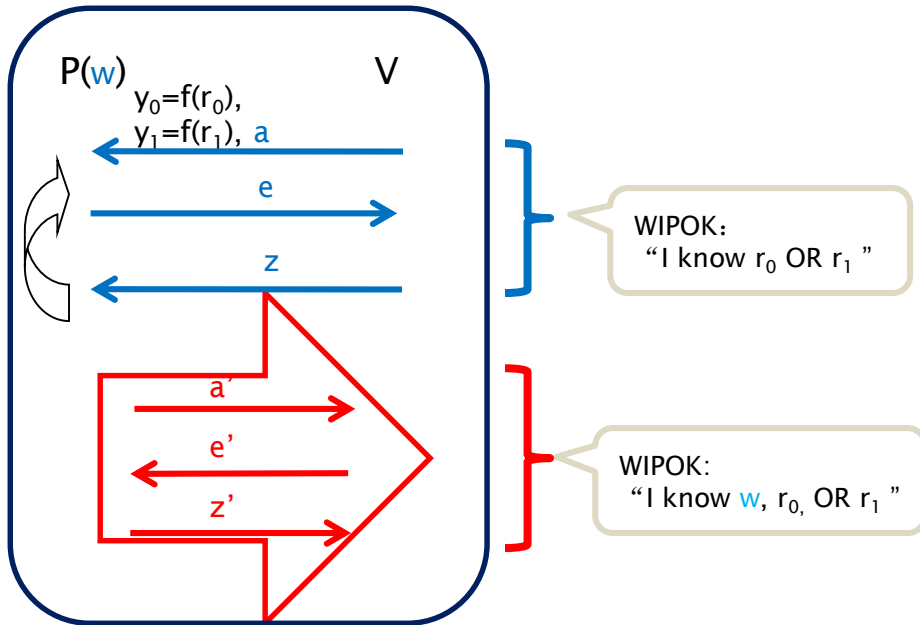 P(w) V
y₀=f(r₀),
y₁=f(r₁), a
e
z
WIPOK：
“I know r₀ OR r₁ ”
a’
e’
z’
WIPOK:
“I know w, r₀, OR r₁ ”